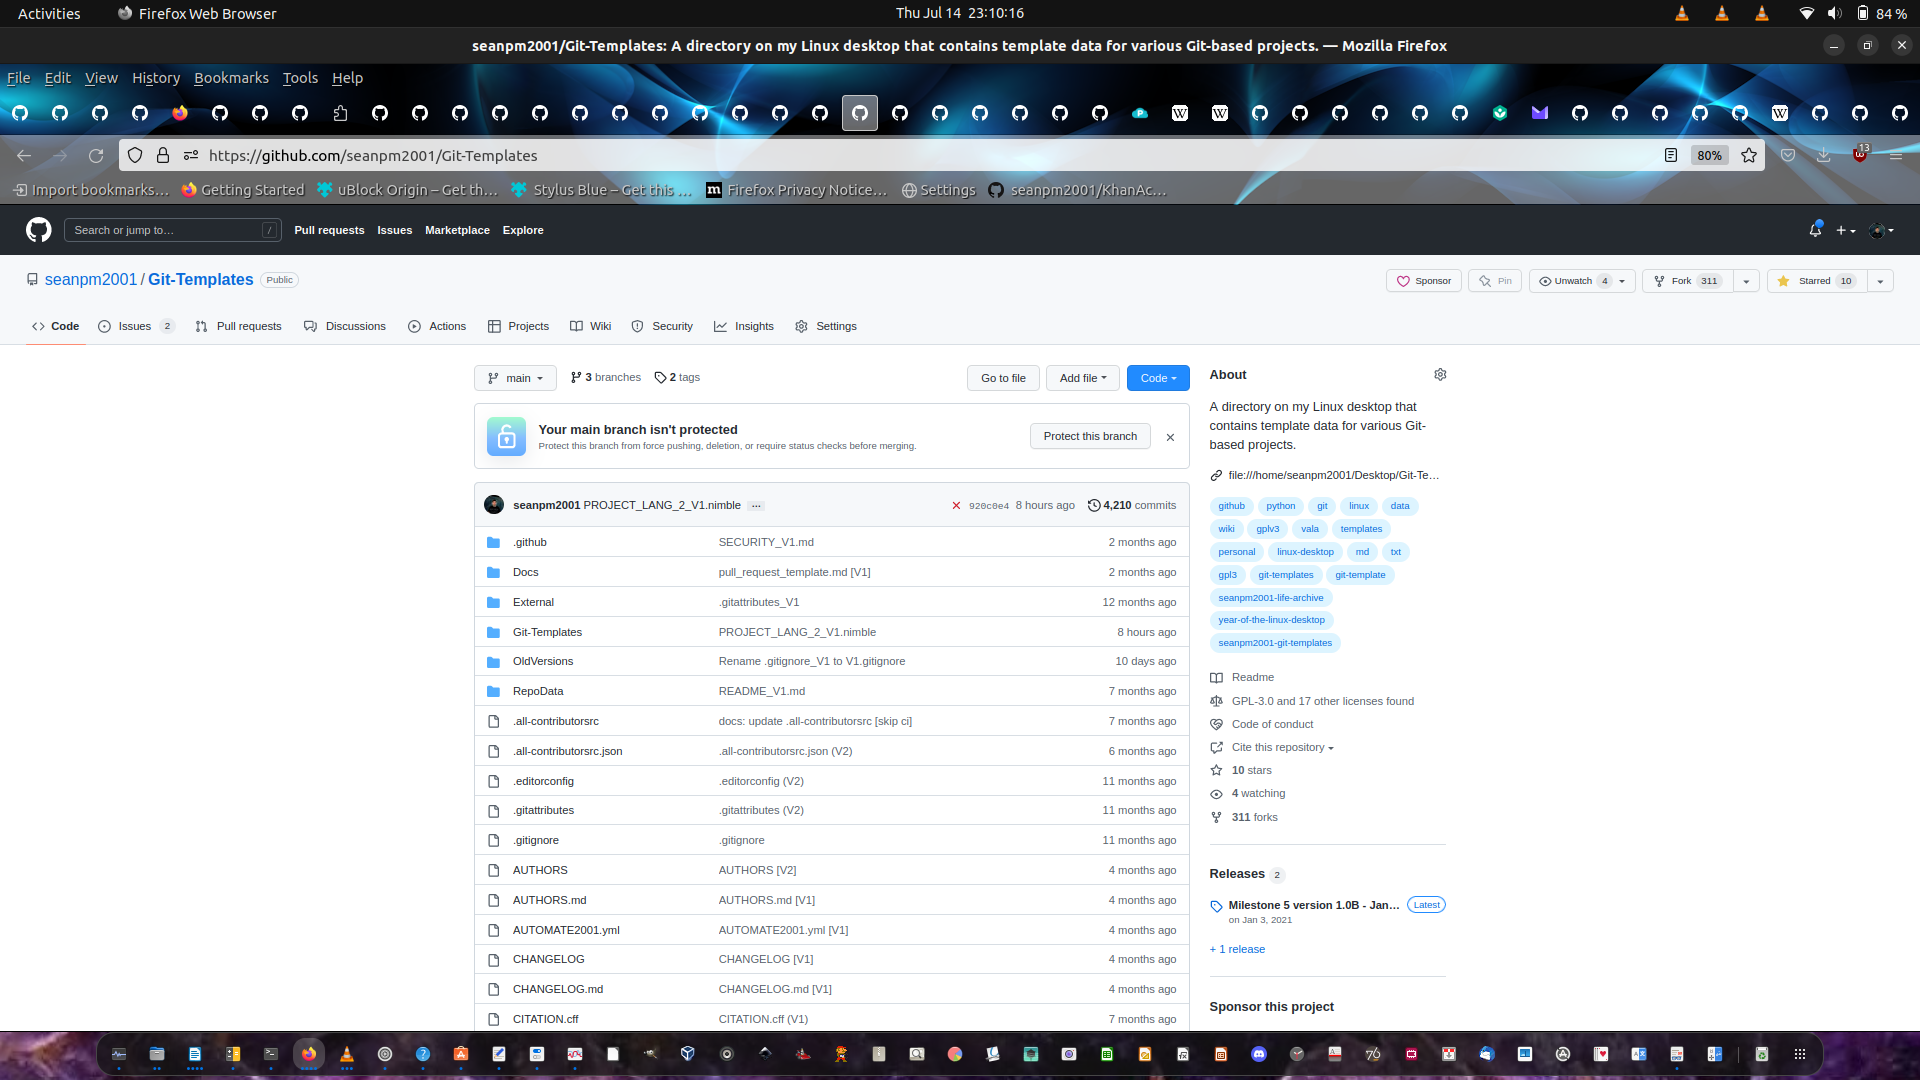 Activities
Firefox Web Browser
Thu Jul 14 23:10:16
84 %
seanpm2001/Git-Templates: A directory on my Linux desktop that contains template data for various Git-based projects. — Mozilla Firefox
File Edit View History Bookmarks Tools Help
https://github.com/seanpm2001/Git-Templates
80%
13
Import bookmarks…
Getting Started
uBlock Origin – Get th…
Stylus Blue – Get this …
Firefox Privacy Notice…
Settings
seanpm2001/KhanAc…
Search or jump to…
/
Pull requests Issues Marketplace Explore
seanpm2001 / Git-Templates Public
Sponsor
Pin
Unwatch 4
Fork 311
Starred 10
Code
Issues 2
Pull requests
Discussions
Actions
Projects
Wiki
Security
Insights
Settings
main
3 branches
2 tags
Go to file
Add file
Code
Your main branch isn't protected
Protect this branch from force pushing, deletion, or require status checks before merging.
Protect this branch
seanpm2001 PROJECT_LANG_2_V1.nimble ...
920c0e4 8 hours ago
4,210 commits
.github SECURITY_V1.md 2 months ago
Docs pull_request_template.md [V1] 2 months ago
External .gitattributes_V1 12 months ago
Git-Templates PROJECT_LANG_2_V1.nimble 8 hours ago
OldVersions Rename .gitignore_V1 to V1.gitignore 10 days ago
RepoData README_V1.md 7 months ago
.all-contributorsrc docs: update .all-contributorsrc [skip ci] 7 months ago
.all-contributorsrc.json .all-contributorsrc.json (V2) 6 months ago
.editorconfig .editorconfig (V2) 11 months ago
.gitattributes .gitattributes (V2) 11 months ago
.gitignore .gitignore 11 months ago
AUTHORS AUTHORS [V2] 4 months ago
AUTHORS.md AUTHORS.md [V1] 4 months ago
AUTOMATE2001.yml AUTOMATE2001.yml [V1] 4 months ago
CHANGELOG CHANGELOG [V1] 4 months ago
CHANGELOG.md CHANGELOG.md [V1] 4 months ago
CITATION.cff CITATION.cff (V1) 7 months ago
About
A directory on my Linux desktop that
contains template data for various Git-
based projects.
file:///home/seanpm2001/Desktop/Git-Te…
github python git linux data
wiki gplv3 vala templates
personal linux-desktop md txt
gpl3 git-templates git-template
seanpm2001-life-archive
year-of-the-linux-desktop
seanpm2001-git-templates
Readme
GPL-3.0 and 17 other licenses found
Code of conduct
Cite this repository
10 stars
4 watching
311 forks
Releases 2
Milestone 5 version 1.0B - Jan… Latest
on Jan 3, 2021
+ 1 release
Sponsor this project